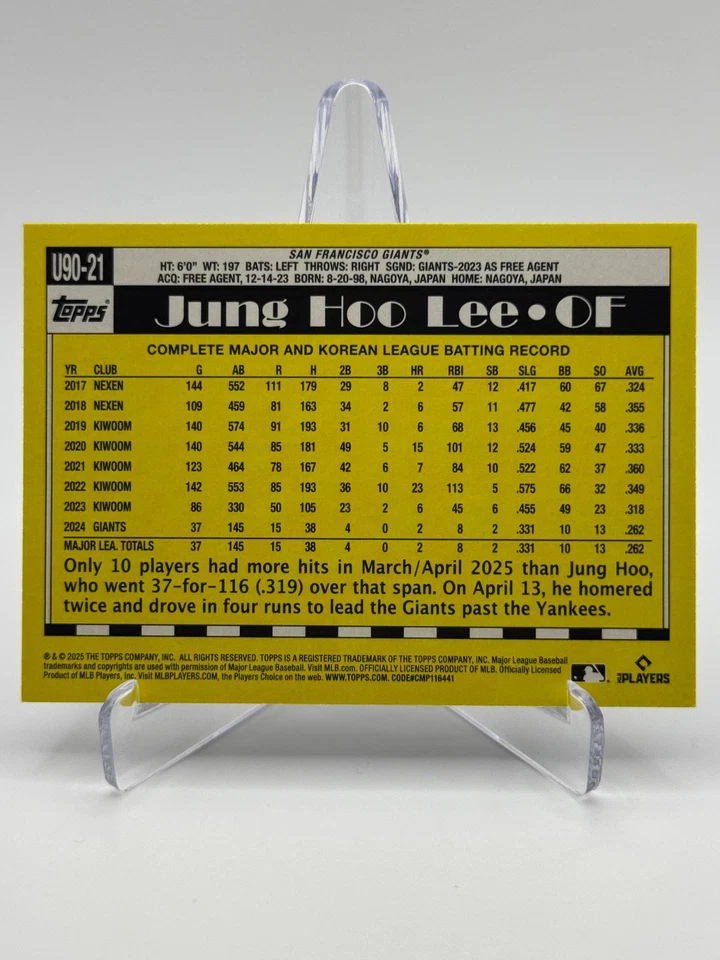 U90-21
SAN FRANCISCO GIANTS®
HT: 6'0" WT: 197 BATS: LEFT THROWS: RIGHT SGND: GIANTS-2023 AS FREE AGENT
ACQ: FREE AGENT, 12-14-23 BORN: 8-20-98, NAGOYA, JAPAN HOME: NAGOYA, JAPAN
topps® Jung Hoo Lee • OF
COMPLETE MAJOR AND KOREAN LEAGUE BATTING RECORD
YR CLUB G AB R H 2B 3B HR RBI SB SLG BB SO AVG
2017 NEXEN 144 552 111 179 29 8 2 47 12 .417 60 67 .324
2018 NEXEN 109 459 81 163 34 2 6 57 11 .477 42 58 .355
2019 KIWOOM 140 574 91 193 31 10 6 68 13 .456 45 40 .336
2020 KIWOOM 140 544 85 181 49 5 15 101 12 .524 59 47 .333
2021 KIWOOM 123 464 78 167 42 6 7 84 10 .522 62 37 .360
2022 KIWOOM 142 553 85 193 36 10 23 113 5 .575 66 32 .349
2023 KIWOOM 86 330 50 105 23 2 6 45 6 .455 49 23 .318
2024 GIANTS 37 145 15 38 4 0 2 8 2 .331 10 13 .262
MAJOR LEA. TOTALS 37 145 15 38 4 0 2 8 2 .331 10 13 .262
Only 10 players had more hits in March/April 2025 than Jung Hoo,
who went 37-for-116 (.319) over that span. On April 13, he homered
twice and drove in four runs to lead the Giants past the Yankees.
® & © 2025 THE TOPPS COMPANY, INC. ALL RIGHTS RESERVED. TOPPS IS A REGISTERED TRADEMARK OF THE TOPPS COMPANY, INC. Major League Baseball
trademarks and copyrights are used with permission of Major League Baseball. Visit MLB.com. OFFICIALLY LICENSED PRODUCT OF MLB. Officially Licensed
Product of MLB Players, Inc. Visit MLBPLAYERS.COM, the Players Choice on the web. WWW.TOPPS.COM. CODE#CMP116441
MLB PLAYERS